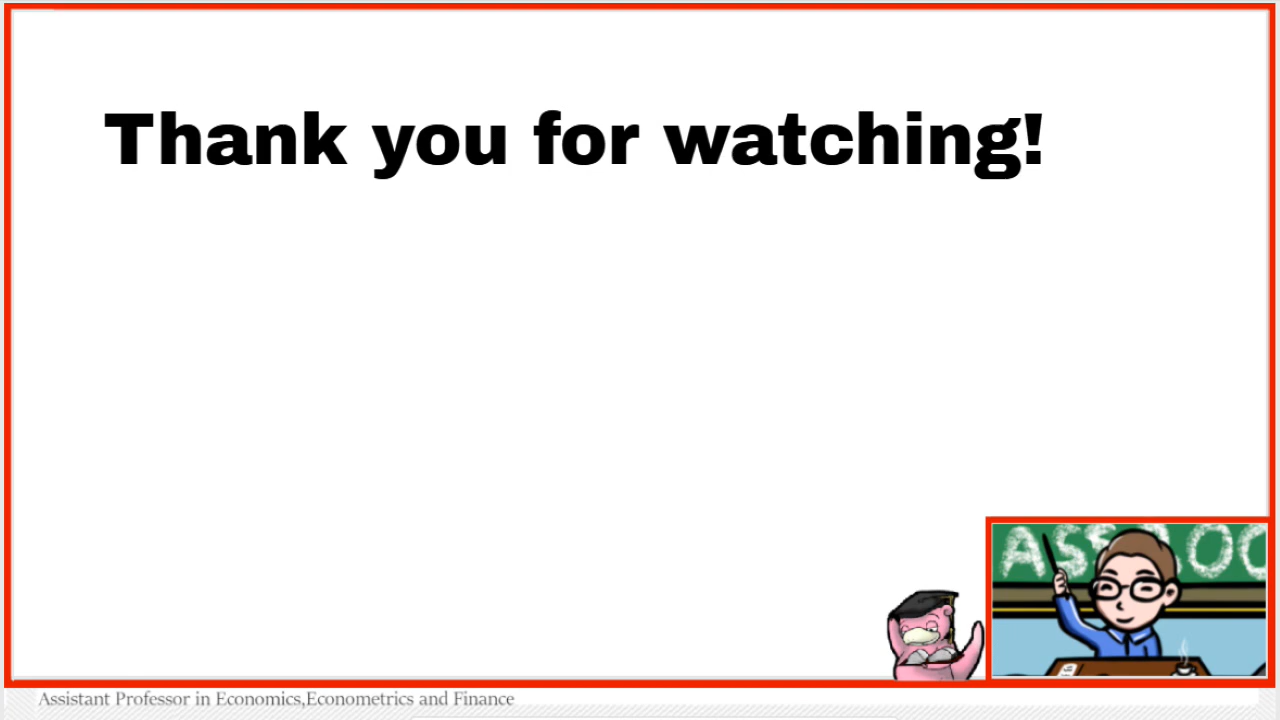 Thank you for watching!
Assistant Professor in Economics,Econometrics and Finance